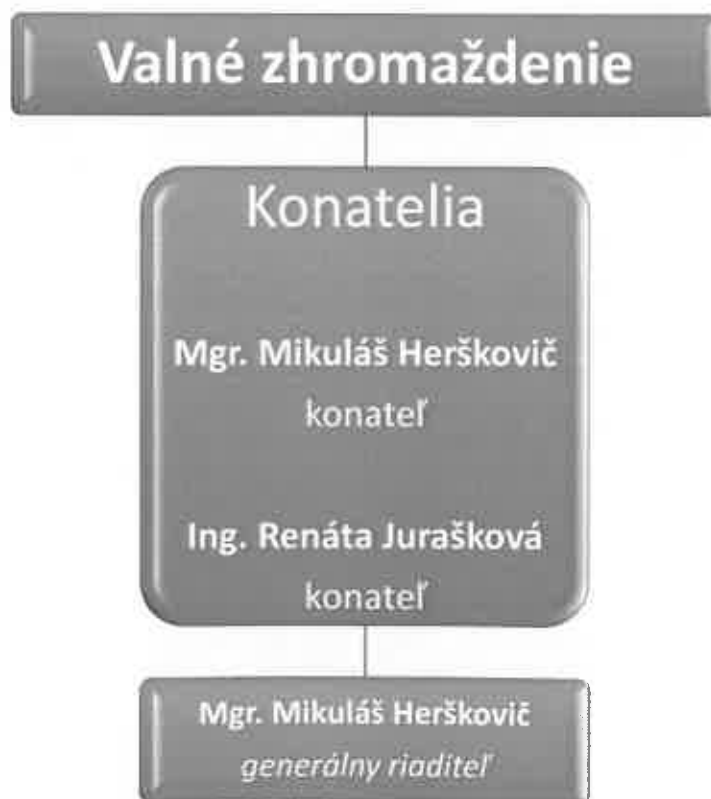 Valné zhromaždenie
Konatelia
Mgr. Mikuláš Herškovič
konateľ
Ing. Renáta Jurašková
konateľ
Mgr. Mikuláš Herškovič
generálny riaditeľ